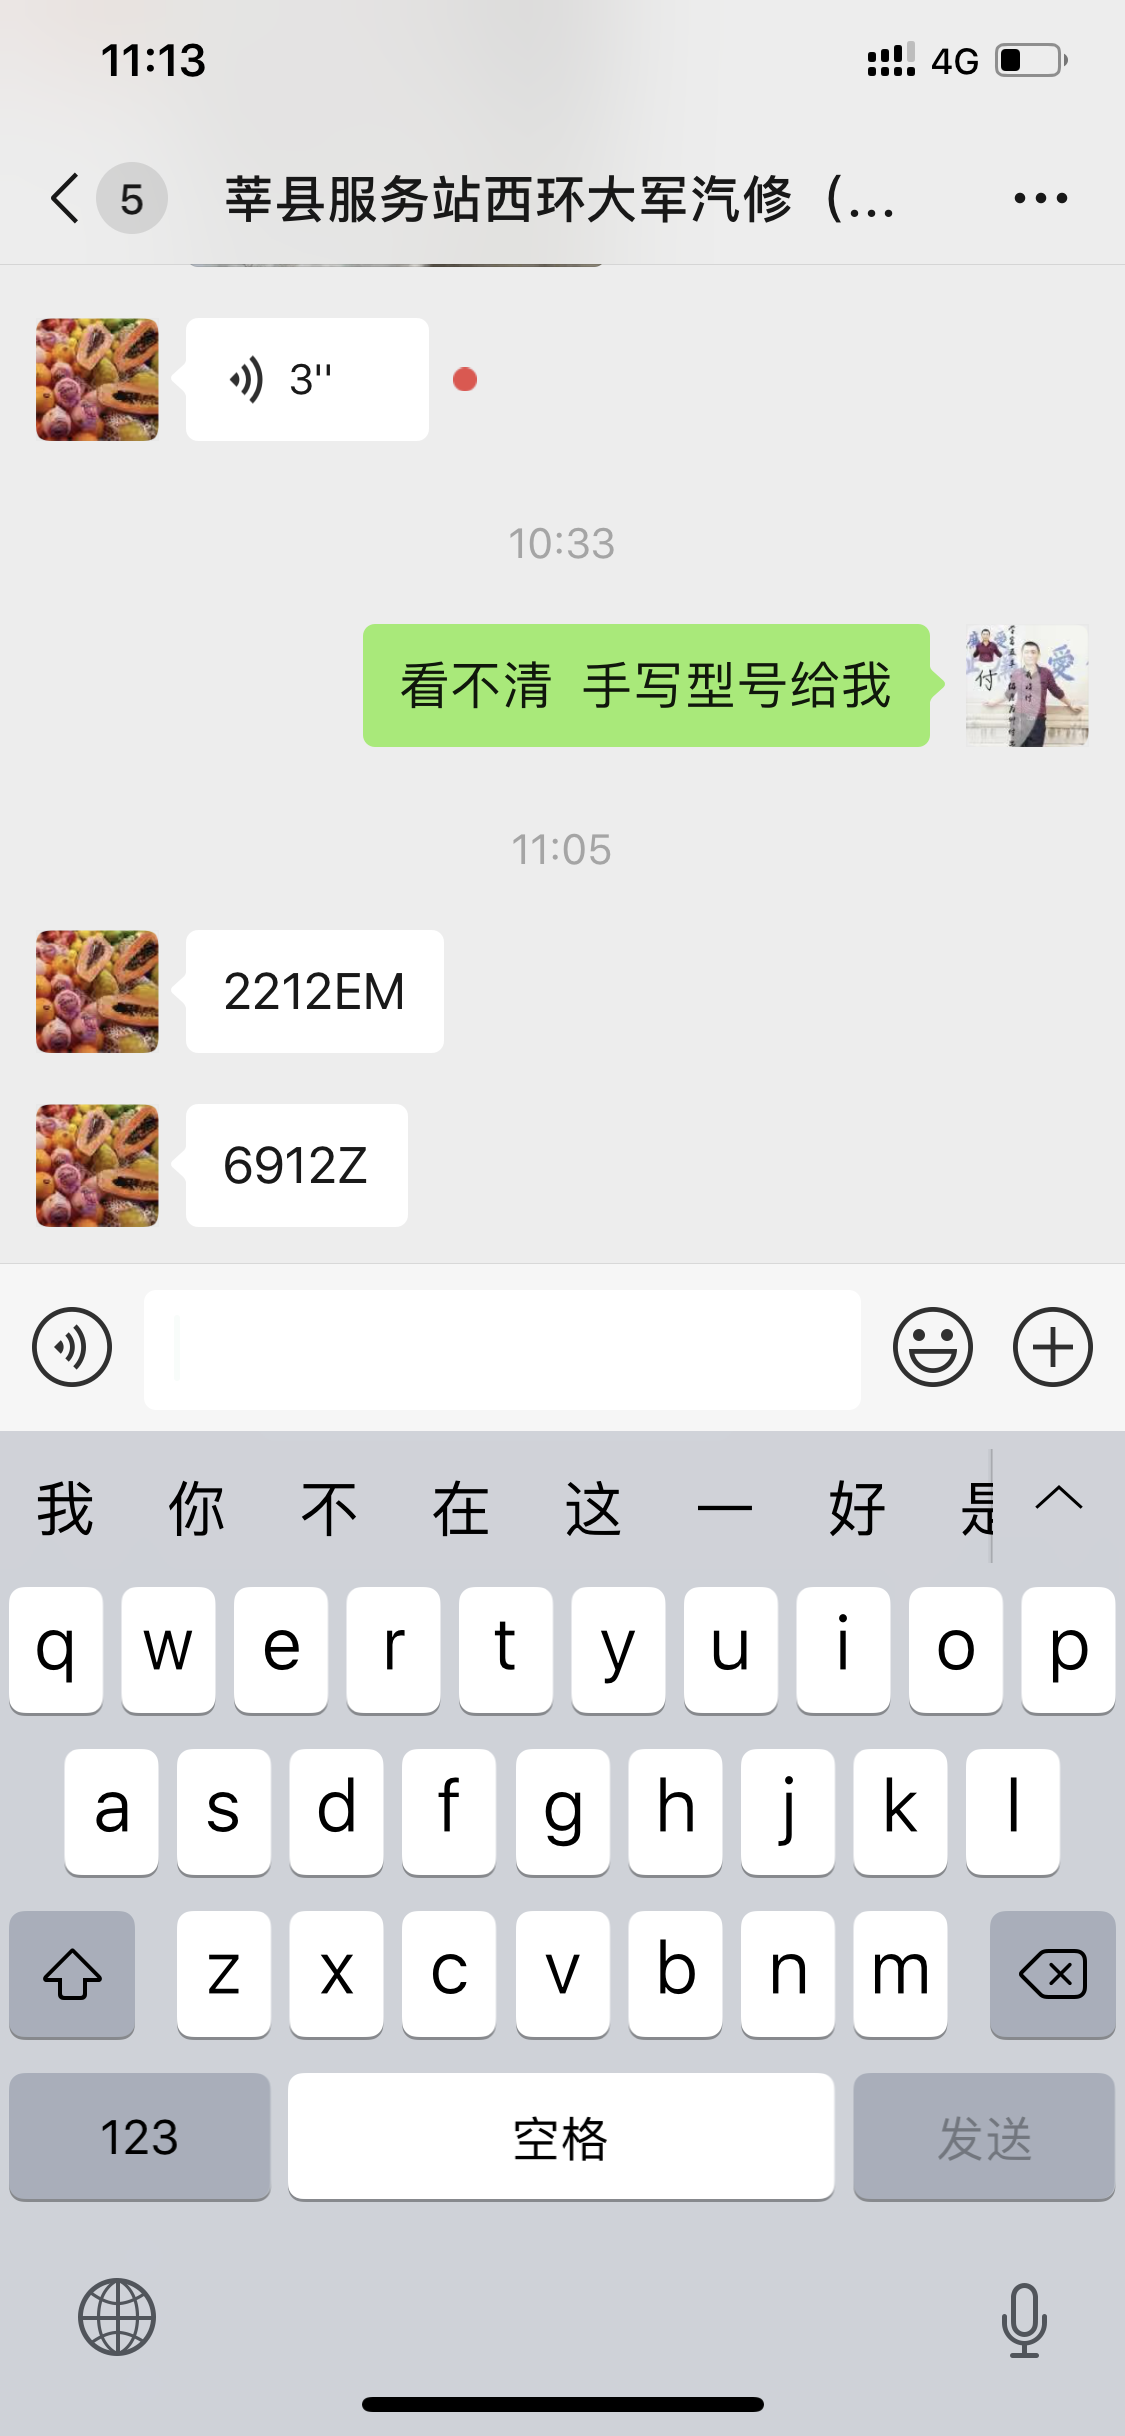 11:13
4G
5
莘县服务站西环大军汽修（...
3''
10:33
看不清 手写型号给我
11:05
2212EM
6912Z
我 你 不 在 这 一 好 是
q w e r t y u i o p
a s d f g h j k l
z x c v b n m
123 空格 发送